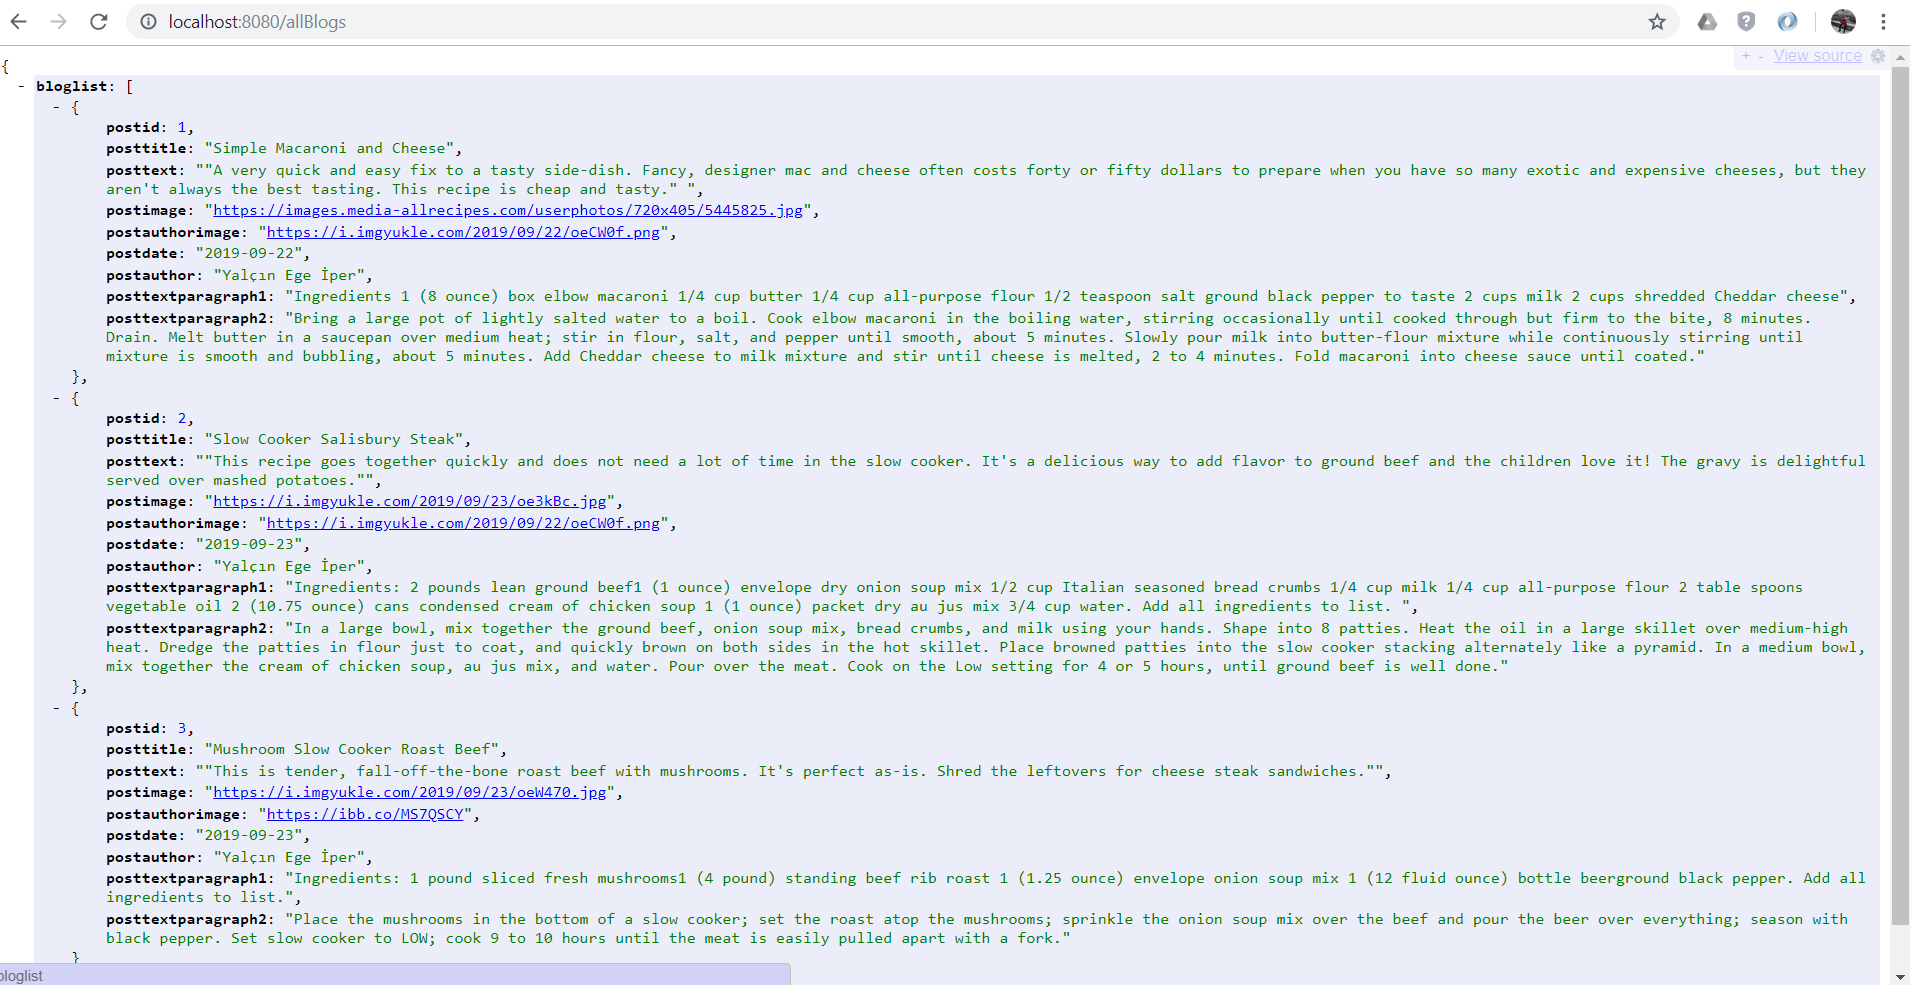 localhost:8080/allBlogs
+ - View source
{
- bloglist: [
- {
postid: 1,
posttitle: "Simple Macaroni and Cheese",
posttext: ""A very quick and easy fix to a tasty side-dish. Fancy, designer mac and cheese often costs forty or fifty dollars to prepare when you have so many exotic and expensive cheeses, but they
aren't always the best tasting. This recipe is cheap and tasty." ",
postimage: "https://images.media-allrecipes.com/userphotos/720x405/5445825.jpg",
postauthorimage: "https://i.imgyukle.com/2019/09/22/oeCW0f.png",
postdate: "2019-09-22",
postauthor: "Yalçın Ege İper",
posttextparagraph1: "Ingredients 1 (8 ounce) box elbow macaroni 1/4 cup butter 1/4 cup all-purpose flour 1/2 teaspoon salt ground black pepper to taste 2 cups milk 2 cups shredded Cheddar cheese",
posttextparagraph2: "Bring a large pot of lightly salted water to a boil. Cook elbow macaroni in the boiling water, stirring occasionally until cooked through but firm to the bite, 8 minutes.
Drain. Melt butter in a saucepan over medium heat; stir in flour, salt, and pepper until smooth, about 5 minutes. Slowly pour milk into butter-flour mixture while continuously stirring until
mixture is smooth and bubbling, about 5 minutes. Add Cheddar cheese to milk mixture and stir until cheese is melted, 2 to 4 minutes. Fold macaroni into cheese sauce until coated."
},
- {
postid: 2,
posttitle: "Slow Cooker Salisbury Steak",
posttext: ""This recipe goes together quickly and does not need a lot of time in the slow cooker. It's a delicious way to add flavor to ground beef and the children love it! The gravy is delightful
served over mashed potatoes."",
postimage: "https://i.imgyukle.com/2019/09/23/oe3kBc.jpg",
postauthorimage: "https://i.imgyukle.com/2019/09/22/oeCW0f.png",
postdate: "2019-09-23",
postauthor: "Yalçın Ege İper",
posttextparagraph1: "Ingredients: 2 pounds lean ground beef1 (1 ounce) envelope dry onion soup mix 1/2 cup Italian seasoned bread crumbs 1/4 cup milk 1/4 cup all-purpose flour 2 table spoons
vegetable oil 2 (10.75 ounce) cans condensed cream of chicken soup 1 (1 ounce) packet dry au jus mix 3/4 cup water. Add all ingredients to list. ",
posttextparagraph2: "In a large bowl, mix together the ground beef, onion soup mix, bread crumbs, and milk using your hands. Shape into 8 patties. Heat the oil in a large skillet over medium-high
heat. Dredge the patties in flour just to coat, and quickly brown on both sides in the hot skillet. Place browned patties into the slow cooker stacking alternately like a pyramid. In a medium bowl,
mix together the cream of chicken soup, au jus mix, and water. Pour over the meat. Cook on the Low setting for 4 or 5 hours, until ground beef is well done."
},
- {
postid: 3,
posttitle: "Mushroom Slow Cooker Roast Beef",
posttext: ""This is tender, fall-off-the-bone roast beef with mushrooms. It's perfect as-is. Shred the leftovers for cheese steak sandwiches."",
postimage: "https://i.imgyukle.com/2019/09/23/oeW470.jpg",
postauthorimage: "https://ibb.co/MS7QSCY",
postdate: "2019-09-23",
postauthor: "Yalçın Ege İper",
posttextparagraph1: "Ingredients: 1 pound sliced fresh mushrooms1 (4 pound) standing beef rib roast 1 (1.25 ounce) envelope onion soup mix 1 (12 fluid ounce) bottle beerground black pepper. Add all
ingredients to list.",
posttextparagraph2: "Place the mushrooms in the bottom of a slow cooker; set the roast atop the mushrooms; sprinkle the onion soup mix over the beef and pour the beer over everything; season with
black pepper. Set slow cooker to LOW; cook 9 to 10 hours until the meat is easily pulled apart with a fork."
}
bloglist